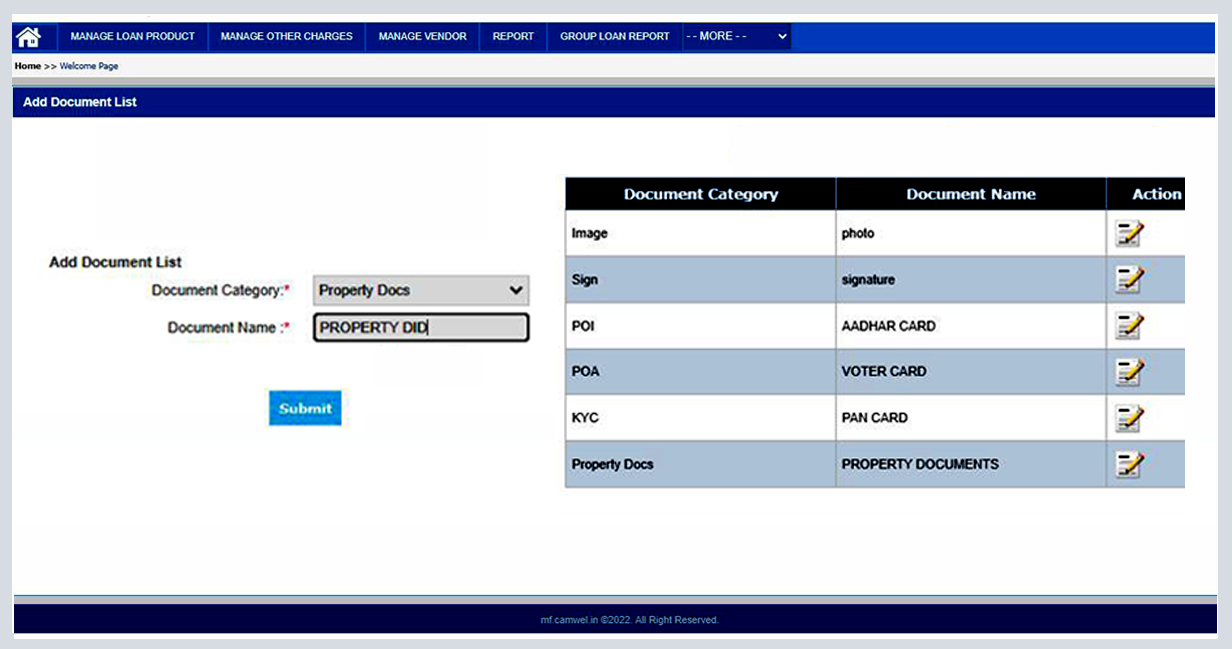 MANAGE LOAN PRODUCT MANAGE OTHER CHARGES MANAGE VENDOR REPORT GROUP LOAN REPORT - - MORE - -
Home >> Welcome Page
Add Document List
Document Category Document Name Action
Image photo
Sign signature
POI AADHAR CARD
POA VOTER CARD
KYC PAN CARD
Property Docs PROPERTY DOCUMENTS
Add Document List
Document Category:* Property Docs
Document Name :* PROPERTY DID
Submit
mf.camwel.in ©2022. All Right Reserved.